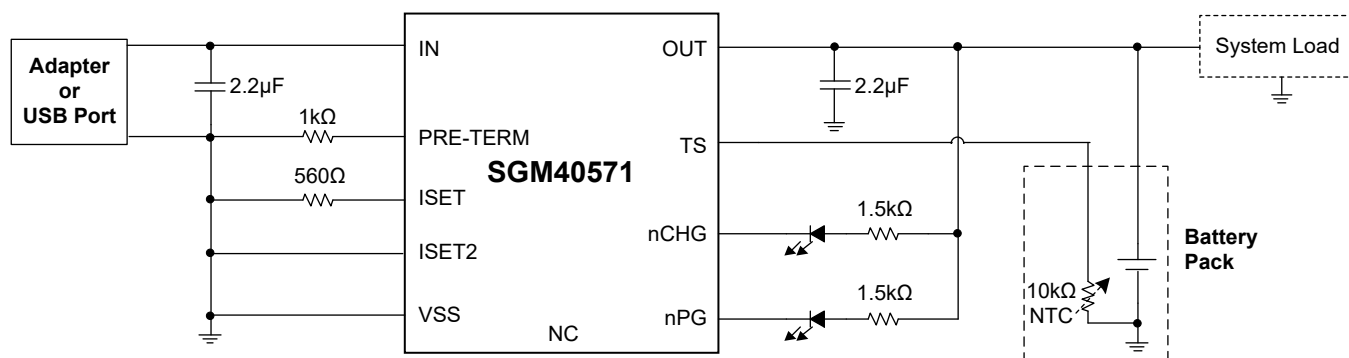 Adapter
or
USB Port
2.2µF
1kΩ
560Ω
IN
PRE-TERM
ISET
ISET2
VSS
SGM40571
NC
OUT
TS
nCHG
nPG
2.2µF
1.5kΩ
1.5kΩ
System Load
10kΩ
NTC
Battery
Pack